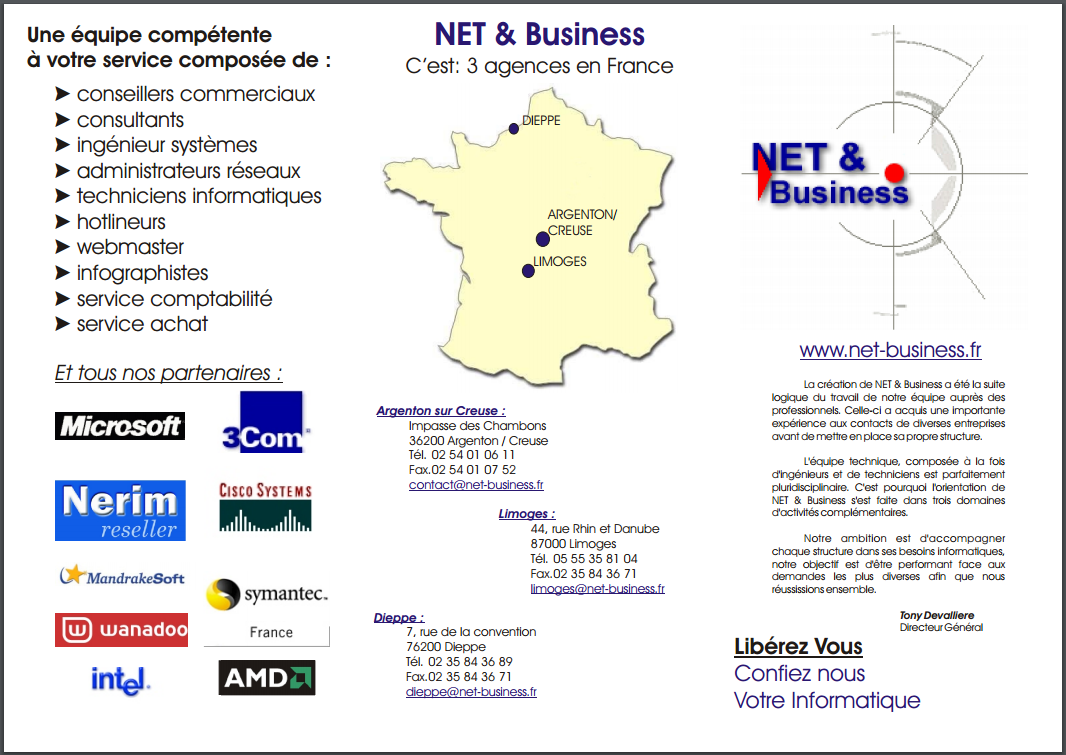 Une équipe compétente
à votre service composée de :
➤ conseillers commerciaux
➤ consultants
➤ ingénieur systèmes
➤ administrateurs réseaux
➤ techniciens informatiques
➤ hotlineurs
➤ webmaster
➤ infographistes
➤ service comptabilité
➤ service achat
Et tous nos partenaires :
Microsoft
3Com
Nerim
reseller
CISCO SYSTEMS
MandrakeSoft
symantec.
wanadoo
France
intel.
AMD
NET & Business
C'est: 3 agences en France
DIEPPE
ARGENTON/
CREUSE
LIMOGES
Argenton sur Creuse :
Impasse des Chambons
36200 Argenton / Creuse
Tél. 02 54 01 06 11
Fax.02 54 01 07 52
contact@net-business.fr
Limoges :
44, rue Rhin et Danube
87000 Limoges
Tél. 05 55 35 81 04
Fax.02 35 84 36 71
limoges@net-business.fr
Dieppe :
7, rue de la convention
76200 Dieppe
Tél. 02 35 84 36 89
Fax.02 35 84 36 71
dieppe@net-business.fr
NET &
Business
www.net-business.fr
La création de NET & Business a été la suite
logique du travail de notre équipe auprès des
professionnels. Celle-ci a acquis une importante
expérience aux contacts de diverses entreprises
avant de mettre en place sa propre structure.
L'équipe technique, composée à la fois
d'ingénieurs et de techniciens est parfaitement
pluridisciplinaire. C'est pourquoi l'orientation de
NET & Business s'est faite dans trois domaines
d'activités complémentaires.
Notre ambition est d'accompagner
chaque structure dans ses besoins informatiques,
notre objectif est d'être performant face aux
demandes les plus diverses afin que nous
réussissions ensemble.
Tony Devalliere
Directeur Général
Libérez Vous
Confiez nous
Votre Informatique